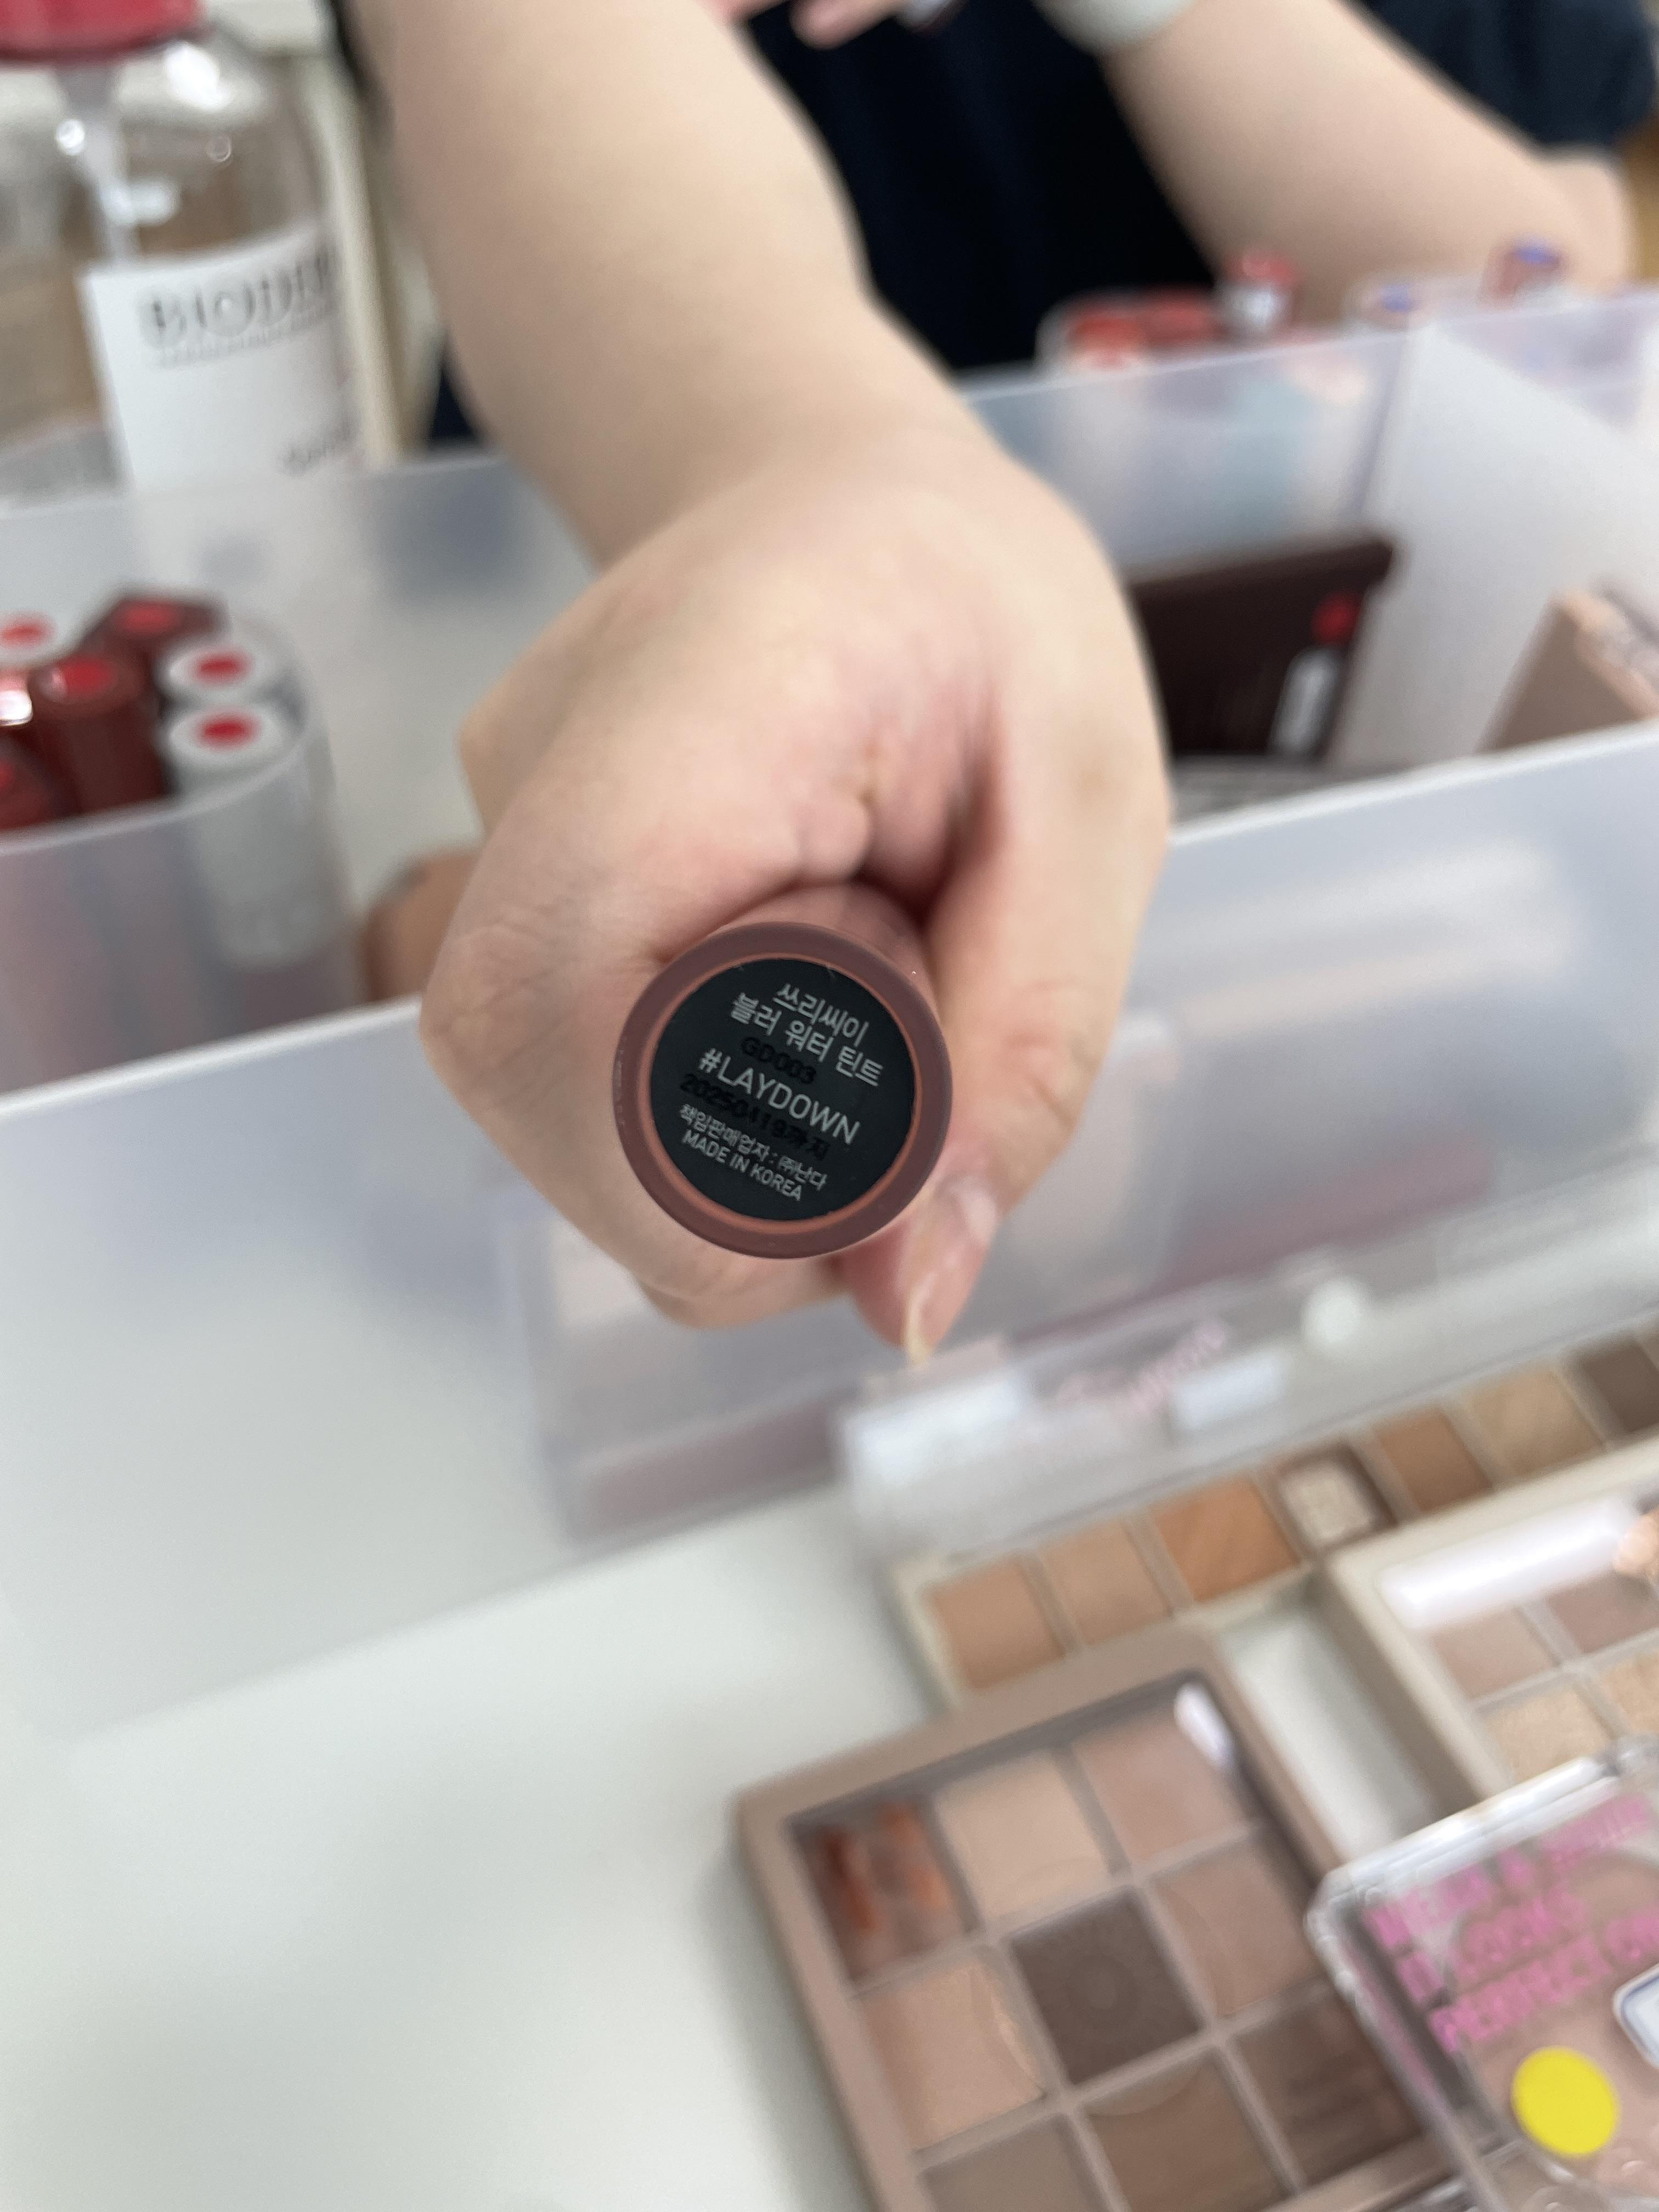 BIODER
쓰리씨이
블러 워터 틴트
GD003
#LAYDOWN
20250419까지
책임판매업자 : ㈜난다
MADE IN KOREA